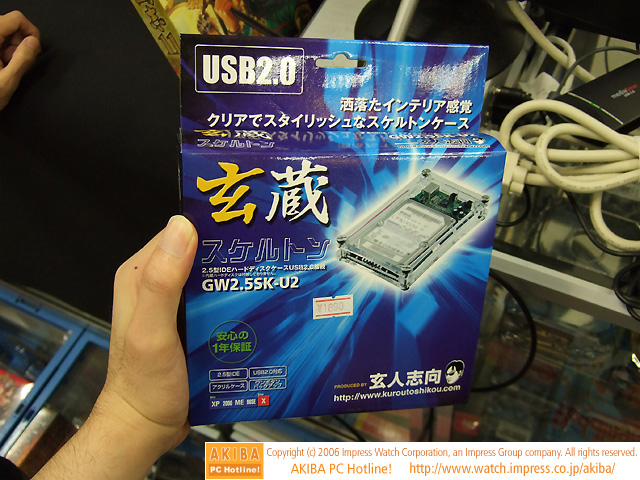 USB2.0
洒落たインテリア感覚
クリアでスタイリッシュなスケルトンケース
スケルトン
玄蔵
スケルトン
2.5型IDEハードディスクケースUSB2.0接続
GW2.5SK-U2
¥1880
安心の
1年保証
2.5型IDE
USB2.0対応
アクリルケース
XP 2000 ME 98SE X
PRODUCED BY 玄人志向
http://www.kuroutoshikou.com
AKIBA
PC Hotline!
Copyright (c) 2006 Impress Watch Corporation, an Impress Group company. All rights reserved.
AKIBA PC Hotline! http://www.watch.impress.co.jp/akiba/